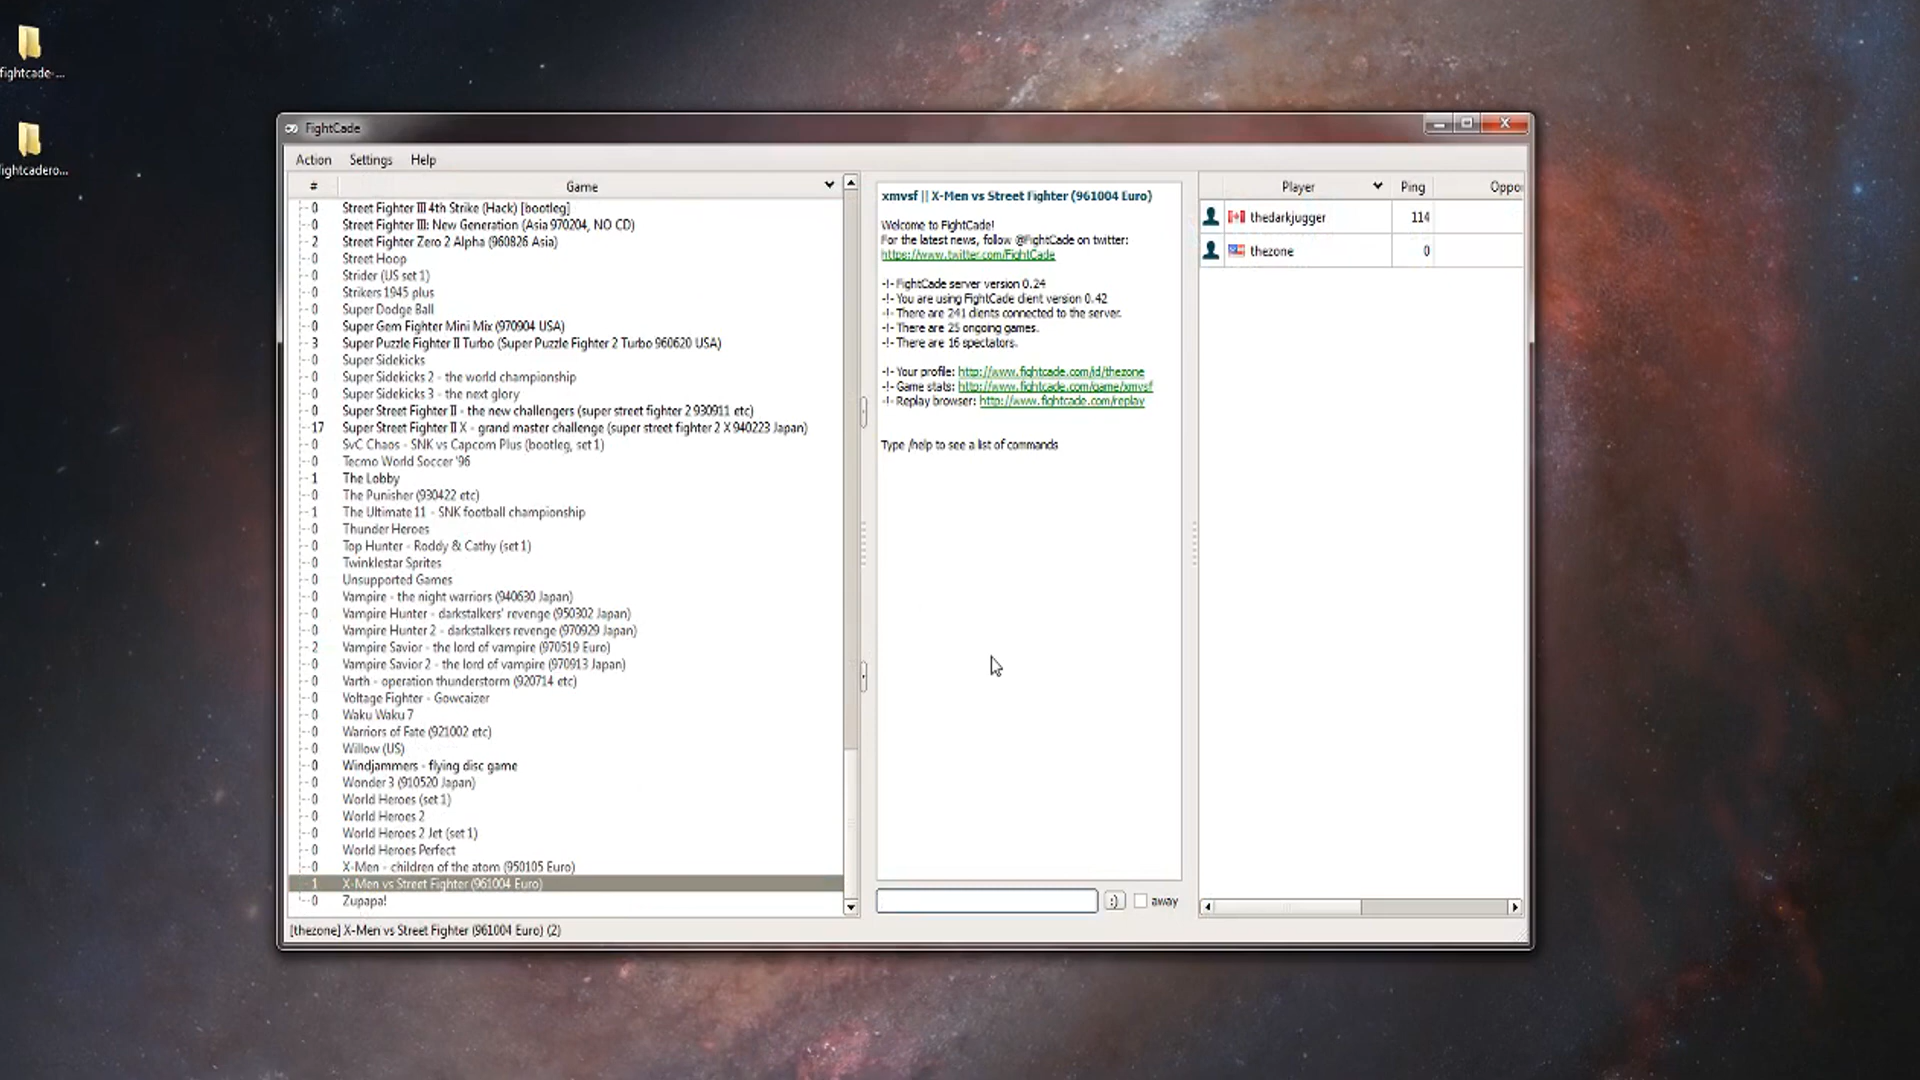 fightcade-...
FightCade
Action Settings Help
# Game
0 Street Fighter III 4th Strike (Hack) [bootleg]
0 Street Fighter III: New Generation (Asia 970204, NO CD)
2 Street Fighter Zero 2 Alpha (960826 Asia)
0 Street Hoop
0 Strider (US set 1)
0 Strikers 1945 plus
0 Super Dodge Ball
0 Super Gem Fighter Mini Mix (970904 USA)
3 Super Puzzle Fighter II Turbo (Super Puzzle Fighter 2 Turbo 960620 USA)
0 Super Sidekicks
0 Super Sidekicks 2 - the world championship
0 Super Sidekicks 3 - the next glory
0 Super Street Fighter II - the new challengers (super street fighter 2 930911 etc)
17 Super Street Fighter II X - grand master challenge (super street fighter 2 X 940223 Japan)
0 SvC Chaos - SNK vs Capcom Plus (bootleg, set 1)
0 Tecmo World Soccer '96
1 The Lobby
0 The Punisher (930422 etc)
1 The Ultimate 11 - SNK football championship
0 Thunder Heroes
0 Top Hunter - Roddy & Cathy (set 1)
0 Twinklestar Sprites
0 Unsupported Games
0 Vampire - the night warriors (940630 Japan)
0 Vampire Hunter - darkstalkers' revenge (950302 Japan)
0 Vampire Hunter 2 - darkstalkers revenge (970929 Japan)
2 Vampire Savior - the lord of vampire (970519 Euro)
0 Vampire Savior 2 - the lord of vampire (970913 Japan)
0 Varth - operation thunderstorm (920714 etc)
0 Voltage Fighter - Gowcaizer
0 Waku Waku 7
0 Warriors of Fate (921002 etc)
0 Willow (US)
0 Windjammers - flying disc game
0 Wonder 3 (910520 Japan)
0 World Heroes (set 1)
0 World Heroes 2
0 World Heroes 2 Jet (set 1)
0 World Heroes Perfect
0 X-Men - children of the atom (950105 Euro)
1 X-Men vs Street Fighter (961004 Euro)
0 Zupapa!
[thezone] X-Men vs Street Fighter (961004 Euro) (2)
xmvsf || X-Men vs Street Fighter (961004 Euro)
Welcome to FightCade!
For the latest news, follow @FightCade on twitter:
https://www.twitter.com/FightCade
-!- FightCade server version 0.24
-!- You are using FightCade client version 0.42
-!- There are 241 clients connected to the server.
-!- There are 25 ongoing games.
-!- There are 16 spectators.
-!- Your profile: http://www.fightcade.com/id/thezone
-!- Game stats: http://www.fightcade.com/game/xmvsf
-!- Replay browser: http://www.fightcade.com/replay
Type /help to see a list of commands
:) away
Player Ping Oppo
thedarkjugger 114
thezone 0
ightcadero...